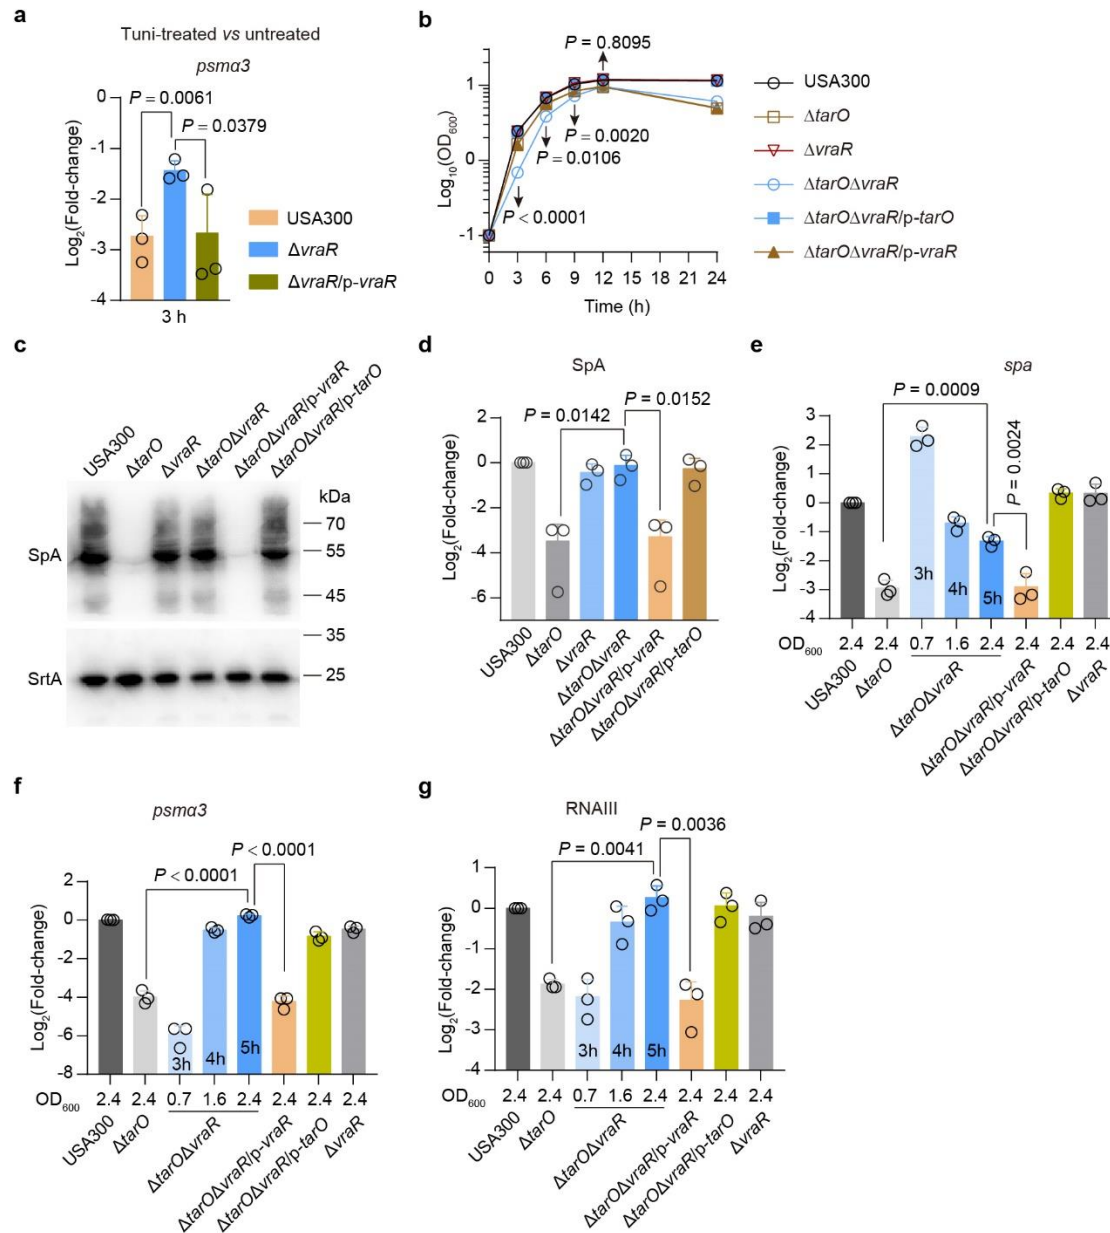 a
Tuni-treated vs untreated
psmα3
P = 0.0061
P = 0.0379
Log2(Fold-change)
0
-1
-2
-3
-4
3 h
USA300
ΔvraR
ΔvraR/p-vraR
b
P = 0.8095
P = 0.0020
P = 0.0106
P < 0.0001
Log10(OD600)
1
0
-1
0 3 6 9 12 15 18 21 24
Time (h)
USA300
ΔtarO
ΔvraR
ΔtarOΔvraR
ΔtarOΔvraR/p-tarO
ΔtarOΔvraR/p-vraR
c
USA300
ΔtarO
ΔvraR
ΔtarOΔvraR
ΔtarOΔvraR/p-vraR
ΔtarOΔvraR/p-tarO
kDa
70
SpA
55
45
35
SrtA
25
d
SpA
P = 0.0142
P = 0.0152
Log2(Fold-change)
2
0
-2
-4
-6
USA300
ΔtarO
ΔvraR
ΔtarOΔvraR
ΔtarOΔvraR/p-vraR
ΔtarOΔvraR/p-tarO
e
spa
P = 0.0009
P = 0.0024
Log2(Fold-change)
3
2
1
0
-1
-2
-3
-4
3h
4h
5h
OD600 2.4 2.4 0.7 1.6 2.4 2.4 2.4 2.4
USA300
ΔtarO
ΔtarOΔvraR
ΔtarOΔvraR/p-vraR
ΔtarOΔvraR/p-tarO
ΔvraR
f
psmα3
P < 0.0001
P < 0.0001
Log2(Fold-change)
2
0
-2
-4
-6
-8
3h
4h
5h
OD600 2.4 2.4 0.7 1.6 2.4 2.4 2.4 2.4
USA300
ΔtarO
ΔtarOΔvraR
ΔtarOΔvraR/p-vraR
ΔtarOΔvraR/p-tarO
ΔvraR
g
RNAIII
P = 0.0036
P = 0.0041
Log2(Fold-change)
1
0
-1
-2
-3
-4
3h
4h
5h
OD600 2.4 2.4 0.7 1.6 2.4 2.4 2.4 2.4
USA300
ΔtarO
ΔtarOΔvraR
ΔtarOΔvraR/p-vraR
ΔtarOΔvraR/p-tarO
ΔvraR